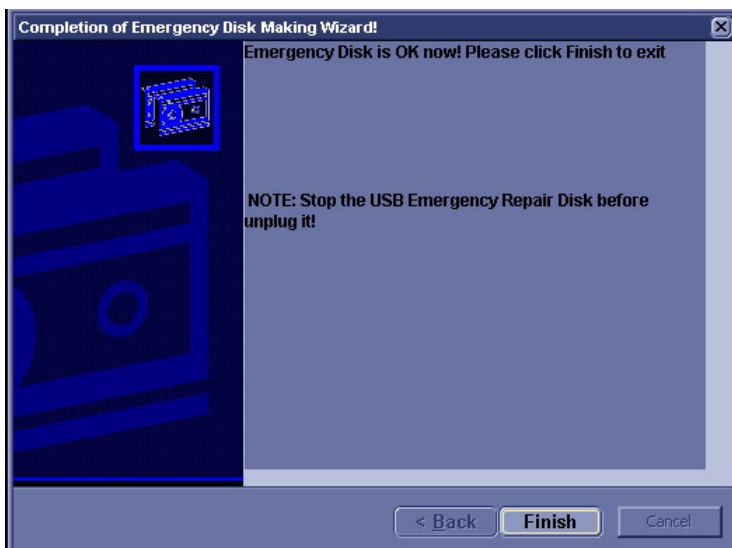 Completion of Emergency Disk Making Wizard!
Emergency Disk is OK now! Please click Finish to exit
NOTE: Stop the USB Emergency Repair Disk before
unplug it!
< Back
Finish
Cancel